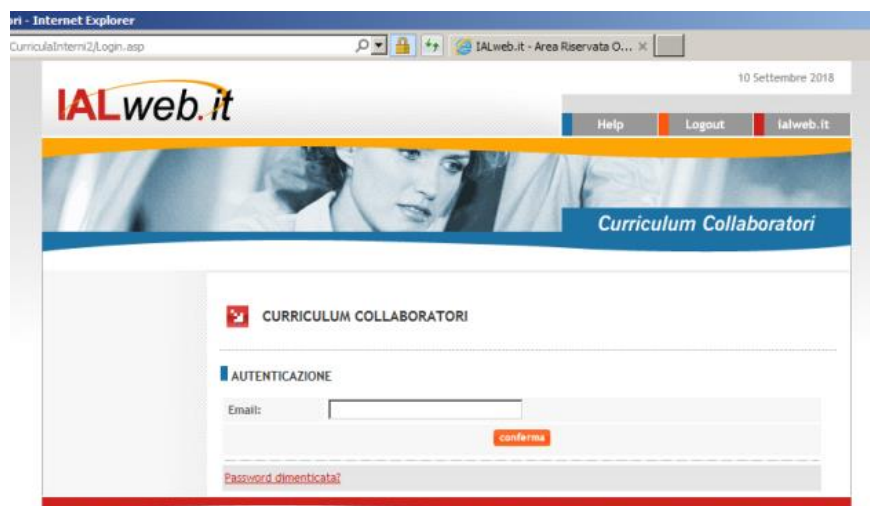 ori - Internet Explorer
CurriculaInterni2/Login.asp
IALweb.it - Area Riservata O...
10 Settembre 2018
IALweb.it
Help Logout ialweb.it
Curriculum Collaboratori
CURRICULUM COLLABORATORI
AUTENTICAZIONE
Email:
conferma
Password dimenticata?